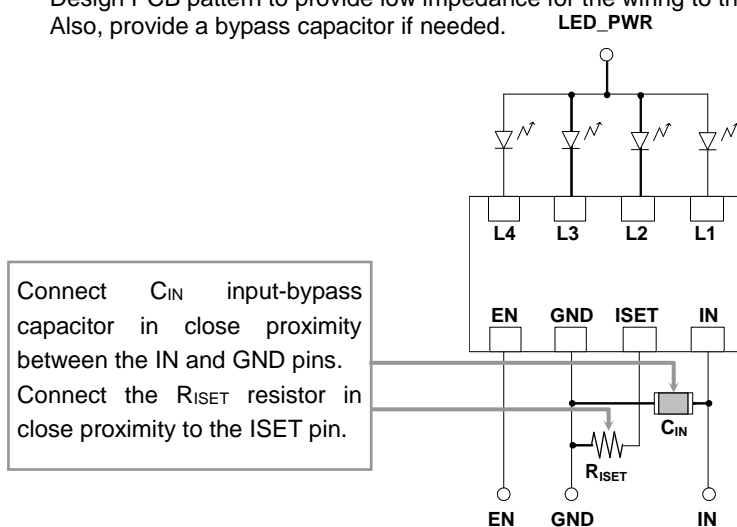 Design PCB pattern to provide low impedance for the wiring to
Also, provide a bypass capacitor if needed.
LED_PWR
L4 L3 L2 L1
Connect CIN input-bypass
capacitor in close proximity
between the IN and GND pins.
Connect the RISET resistor in
close proximity to the ISET pin.
EN GND ISET IN
CIN
RISET
EN GND IN